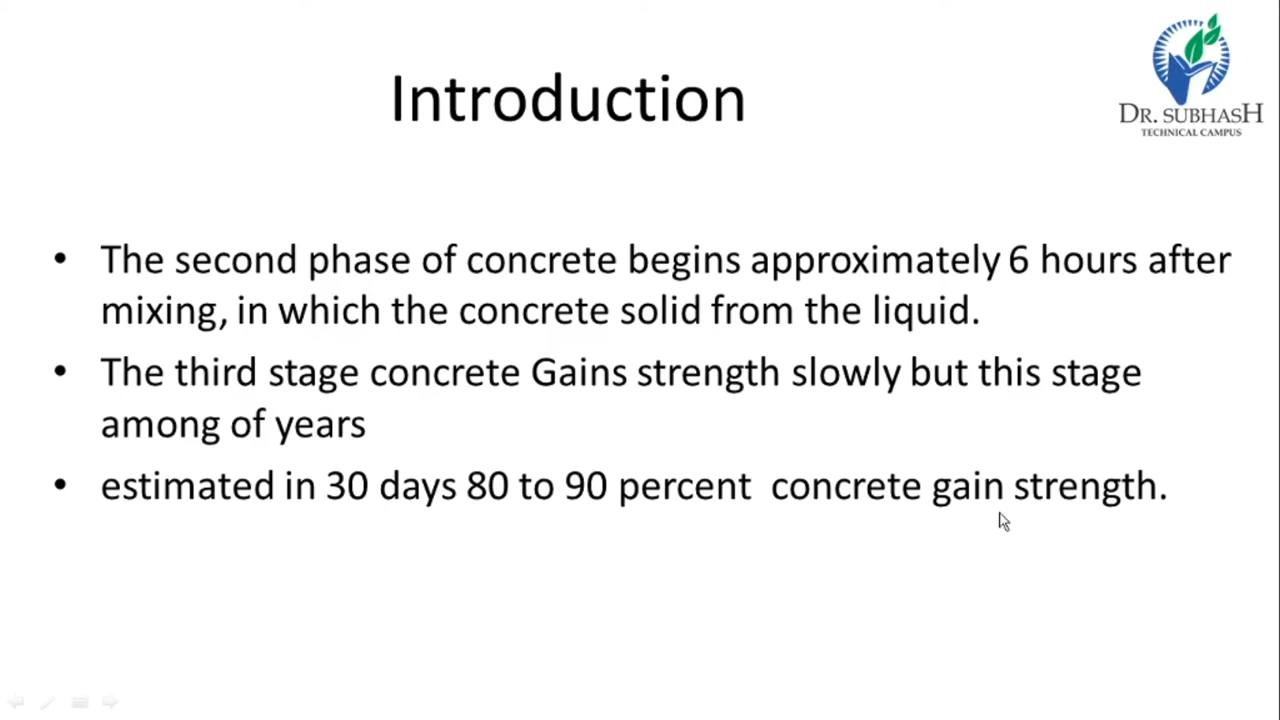 Introduction
DR. SUBHASH
TECHNICAL CAMPUS
• The second phase of concrete begins approximately 6 hours after
mixing, in which the concrete solid from the liquid.
• The third stage concrete Gains strength slowly but this stage
among of years
• estimated in 30 days 80 to 90 percent concrete gain strength.